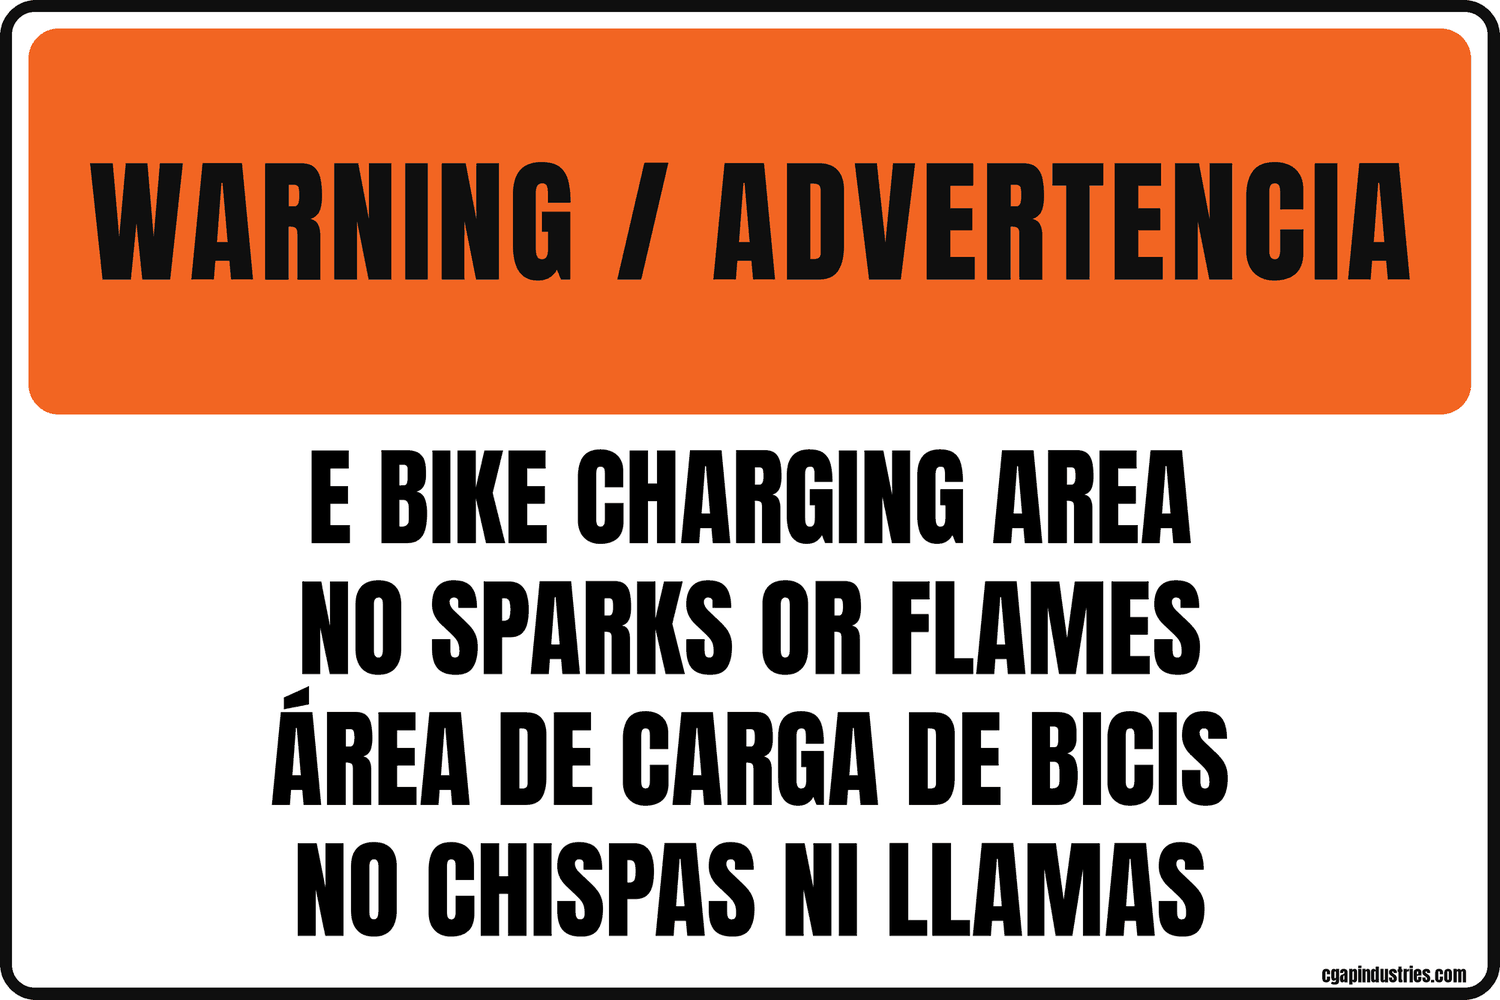 WARNING / ADVERTENCIA
E BIKE CHARGING AREA
NO SPARKS OR FLAMES
ÁREA DE CARGA DE BICIS
NO CHISPAS NI LLAMAS
cgapindustries.com